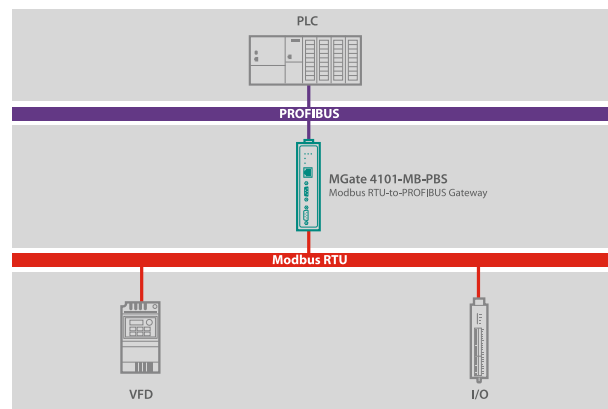 PLC
PROFIBUS
MGate 4101-MB-PBS
Modbus RTU-to-PROFIBUS Gateway
Modbus RTU
VFD
I/O